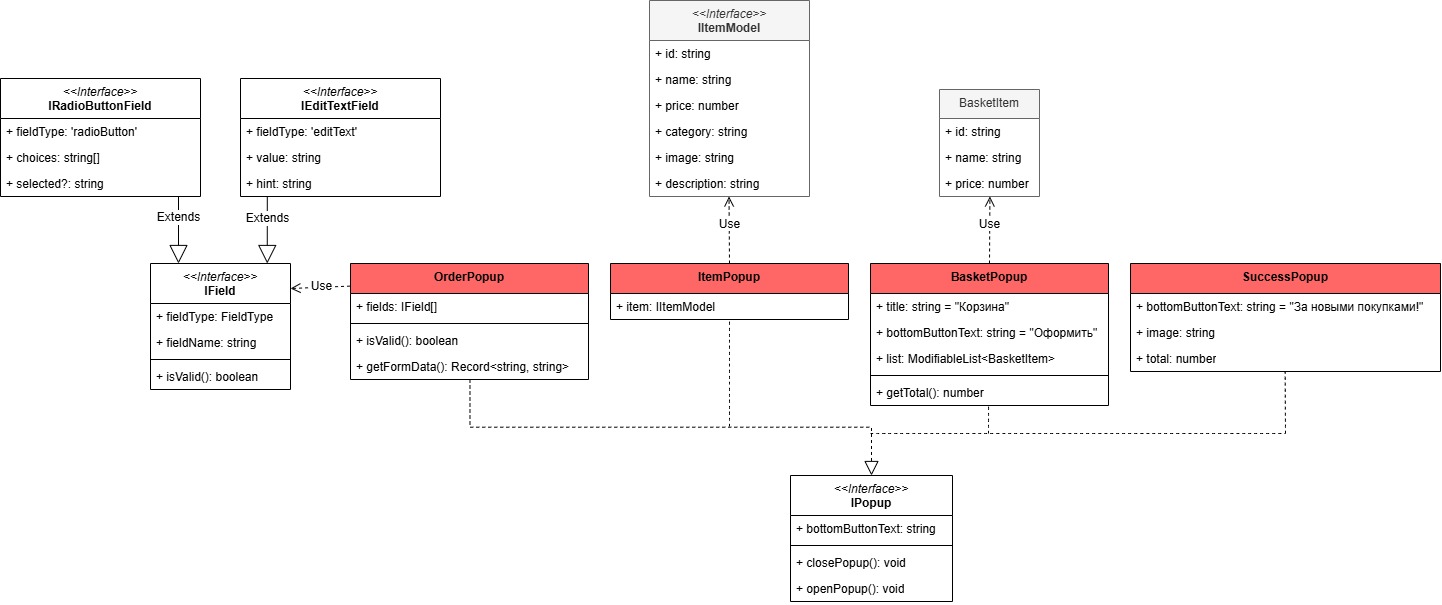 <<Interface>>
IItemModel
+ id: string
+ name: string
+ price: number
+ category: string
+ image: string
+ description: string
<<Interface>>
IRadioButtonField
+ fieldType: 'radioButton'
+ choices: string[]
+ selected?: string
<<Interface>>
IEditTextField
+ fieldType: 'editText'
+ value: string
+ hint: string
BasketItem
+ id: string
+ name: string
+ price: number
Extends
Extends
Use
Use
<<Interface>>
IField
+ fieldType: FieldType
+ fieldName: string
+ isValid(): boolean
Use
OrderPopup
+ fields: IField[]
+ isValid(): boolean
+ getFormData(): Record<string, string>
ItemPopup
+ item: IItemModel
BasketPopup
+ title: string = "Корзина"
+ bottomButtonText: string = "Оформить"
+ list: ModifiableList<BasketItem>
+ getTotal(): number
SuccessPopup
+ bottomButtonText: string = "За новыми покупками!"
+ image: string
+ total: number
<<Interface>>
IPopup
+ bottomButtonText: string
+ closePopup(): void
+ openPopup(): void